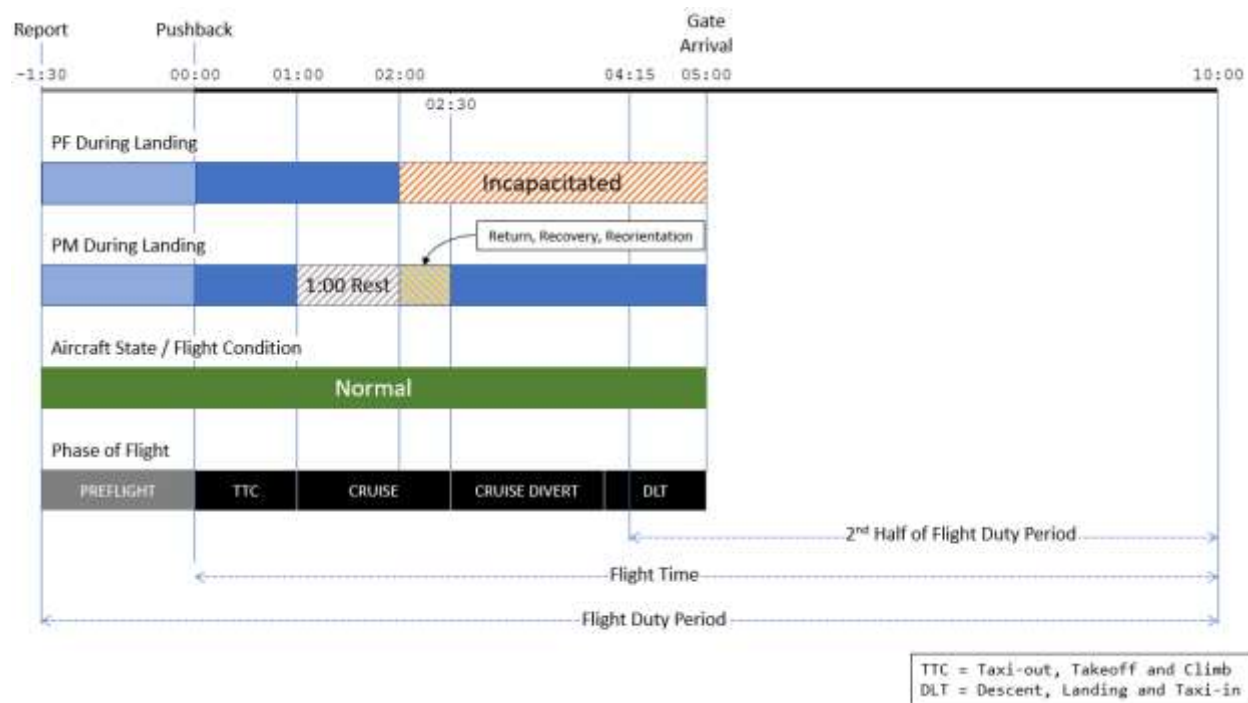 Report
Pushback
Gate
Arrival
-1:30
00:00
01:00
02:00
04:15
05:00
10:00
02:30
PF During Landing
Incapacitated
Return, Recovery, Reorientation
PM During Landing
1:00 Rest
Aircraft State / Flight Condition
Normal
Phase of Flight
PREFLIGHT
TTC
CRUISE
CRUISE DIVERT
DLT
2nd Half of Flight Duty Period
Flight Time
Flight Duty Period
TTC = Taxi-out, Takeoff and Climb
DLT = Descent, Landing and Taxi-in